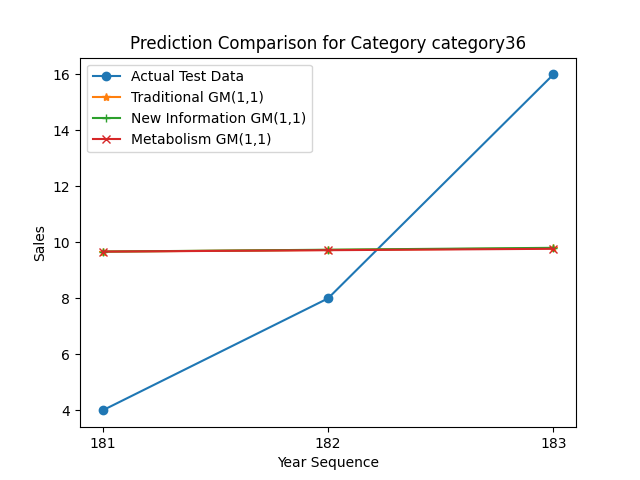 Prediction Comparison for Category category36
Actual Test Data
Traditional GM(1,1)
New Information GM(1,1)
Metabolism GM(1,1)
16
14
12
10
8
6
4
Sales
181
182
183
Year Sequence